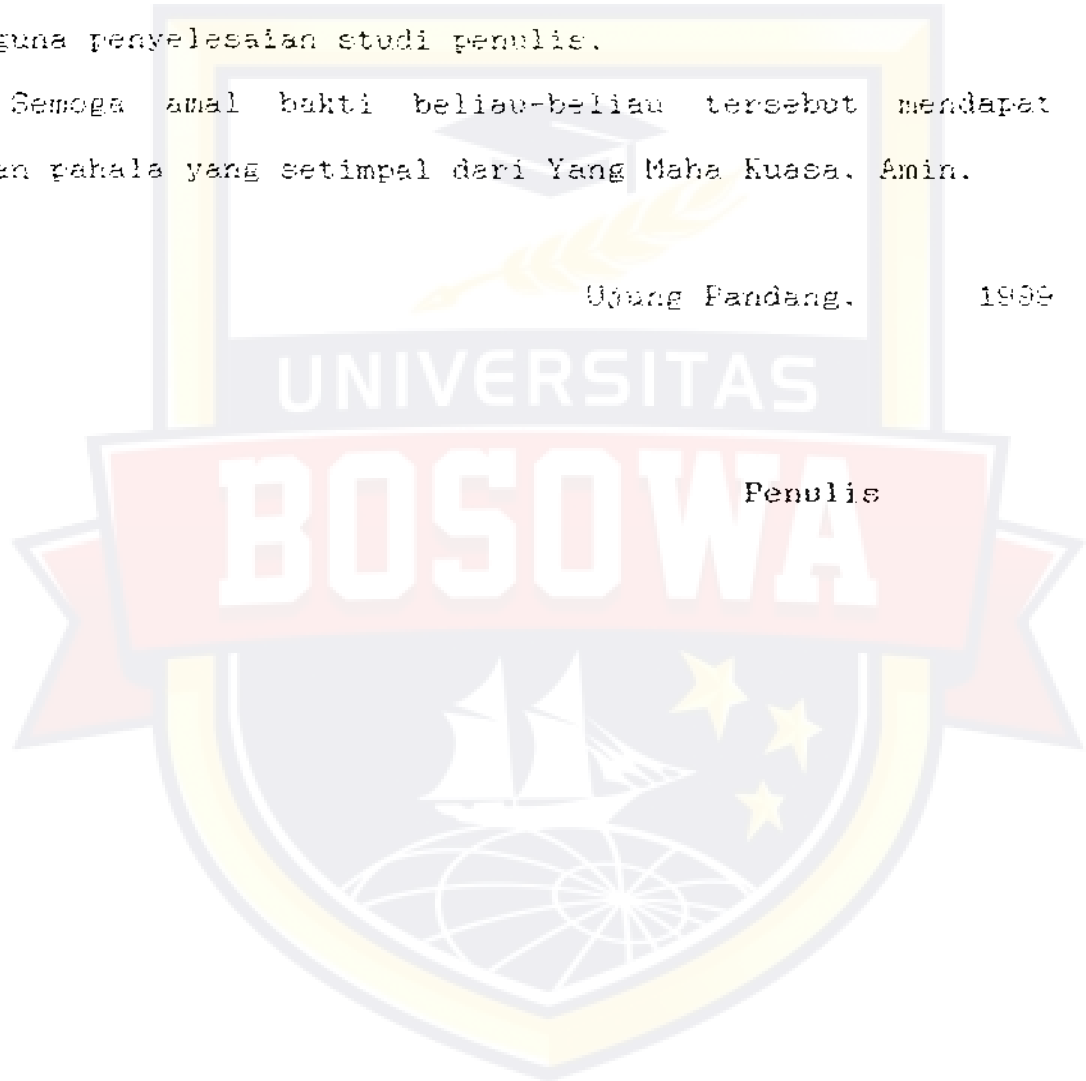 guna penyelesaian studi penulis.
Semoga amal bakti beliau-beliau tersebut mendapat
an pahala yang setimpal dari Yang Maha Kuasa. Amin.
Ujung Pandang, 1999
UNIVERSITAS
BOSOWA
Penulis